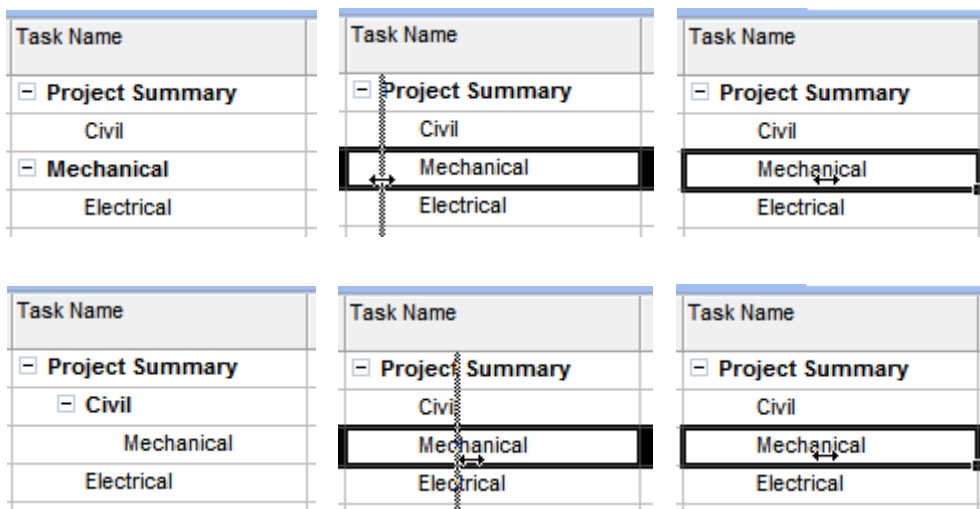 Task Name
Project Summary
Civil
Mechanical
Electrical
Task Name
Project Summary
Civil
Mechanical
Electrical
Task Name
Project Summary
Civil
Mechanical
Electrical
Task Name
Project Summary
Civil
Mechanical
Electrical
Task Name
Project Summary
Civil
Mechanical
Electrical
Task Name
Project Summary
Civil
Mechanical
Electrical